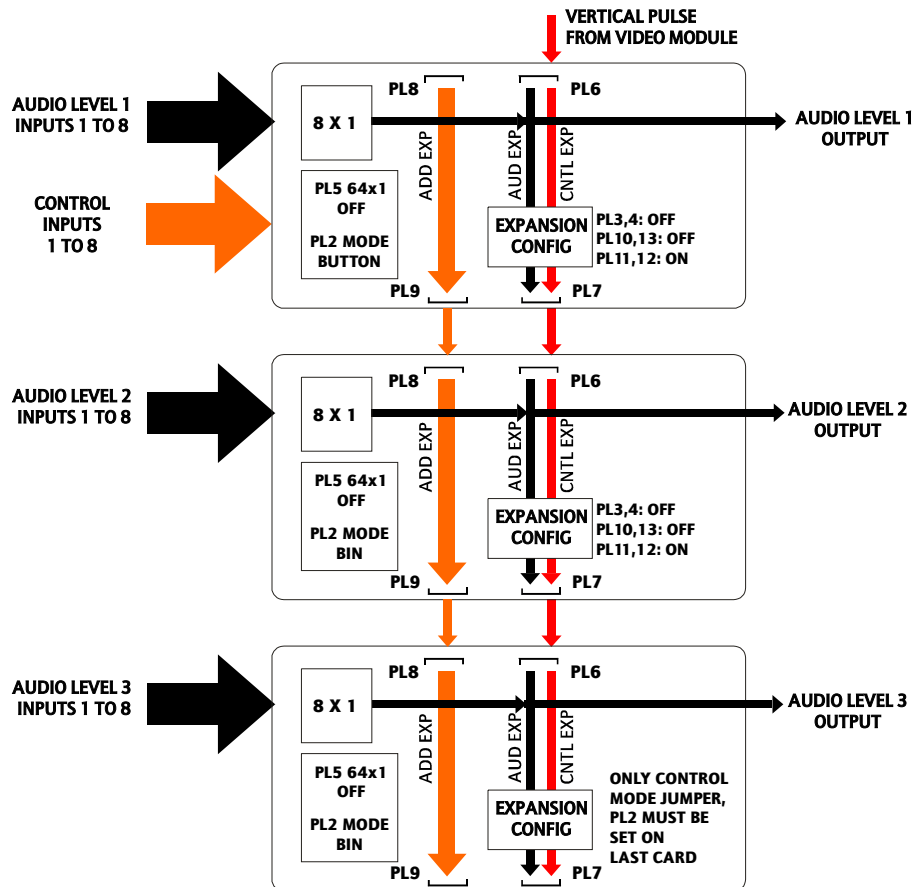 VERTICAL PULSE
FROM VIDEO MODULE
AUDIO LEVEL 1
INPUTS 1 TO 8
CONTROL
INPUTS
1 TO 8
8 X 1
PL5 64x1
OFF
PL2 MODE
BUTTON
PL8
ADD EXP
PL9
PL6
AUD EXP
CNTL EXP
EXPANSION
CONFIG
PL3,4: OFF
PL10,13: OFF
PL11,12: ON
PL7
AUDIO LEVEL 1
OUTPUT
AUDIO LEVEL 2
INPUTS 1 TO 8
8 X 1
PL5 64x1
OFF
PL2 MODE
BIN
PL8
ADD EXP
PL9
PL6
AUD EXP
CNTL EXP
EXPANSION
CONFIG
PL3,4: OFF
PL10,13: OFF
PL11,12: ON
PL7
AUDIO LEVEL 2
OUTPUT
AUDIO LEVEL 3
INPUTS 1 TO 8
8 X 1
PL5 64x1
OFF
PL2 MODE
BIN
PL8
ADD EXP
PL9
PL6
AUD EXP
CNTL EXP
EXPANSION
CONFIG
ONLY CONTROL
MODE JUMPER,
PL2 MUST BE
SET ON
LAST CARD
PL7
AUDIO LEVEL 3
OUTPUT